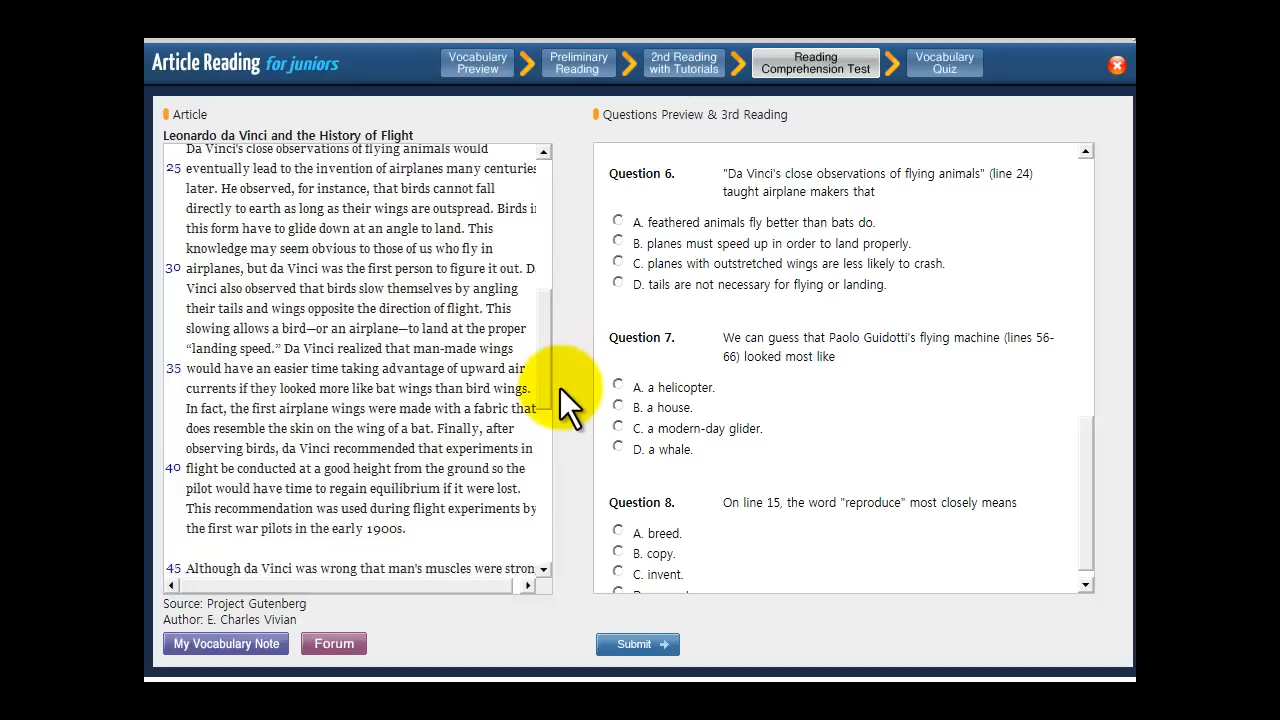 Article Reading for juniors
Vocabulary Preview
Preliminary Reading
2nd Reading with Tutorials
Reading Comprehension Test
Vocabulary Quiz
Article
Leonardo da Vinci and the History of Flight
Da Vinci's close observations of flying animals would
25 eventually lead to the invention of airplanes many centuries
later. He observed, for instance, that birds cannot fall
directly to earth as long as their wings are outspread. Birds in
this form have to glide down at an angle to land. This
knowledge may seem obvious to those of us who fly in
30 airplanes, but da Vinci was the first person to figure it out. D
Vinci also observed that birds slow themselves by angling
their tails and wings opposite the direction of flight. This
slowing allows a bird—or an airplane—to land at the proper
“landing speed.” Da Vinci realized that man-made wings
35 would have an easier time taking advantage of upward air
currents if they looked more like bat wings than bird wings.
In fact, the first airplane wings were made with a fabric that
does resemble the skin on the wing of a bat. Finally, after
observing birds, da Vinci recommended that experiments in
40 flight be conducted at a good height from the ground so the
pilot would have time to regain equilibrium if it were lost.
This recommendation was used during flight experiments by
the first war pilots in the early 1900s.
45 Although da Vinci was wrong that man's muscles were stron
Source: Project Gutenberg
Author: E. Charles Vivian
My Vocabulary Note
Forum
Questions Preview & 3rd Reading
Question 6. "Da Vinci's close observations of flying animals" (line 24)
taught airplane makers that
A. feathered animals fly better than bats do.
B. planes must speed up in order to land properly.
C. planes with outstretched wings are less likely to crash.
D. tails are not necessary for flying or landing.
Question 7. We can guess that Paolo Guidotti's flying machine (lines 56-
66) looked most like
A. a helicopter.
B. a house.
C. a modern-day glider.
D. a whale.
Question 8. On line 15, the word "reproduce" most closely means
A. breed.
B. copy.
C. invent.
Submit